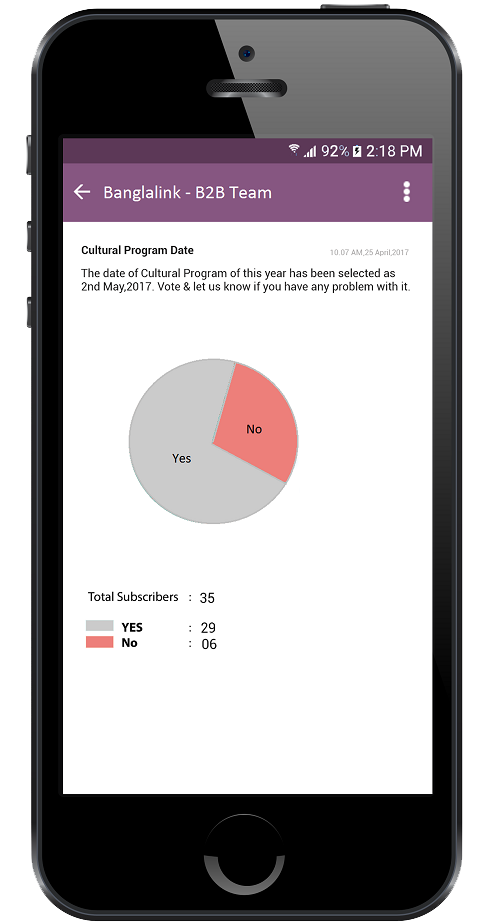 92% 2:18 PM
Banglalink - B2B Team
Cultural Program Date 10.07 AM,25 April,2017
The date of Cultural Program of this year has been selected as
2nd May,2017. Vote & let us know if you have any problem with it.
No
Yes
Total Subscribers : 35
YES : 29
No : 06